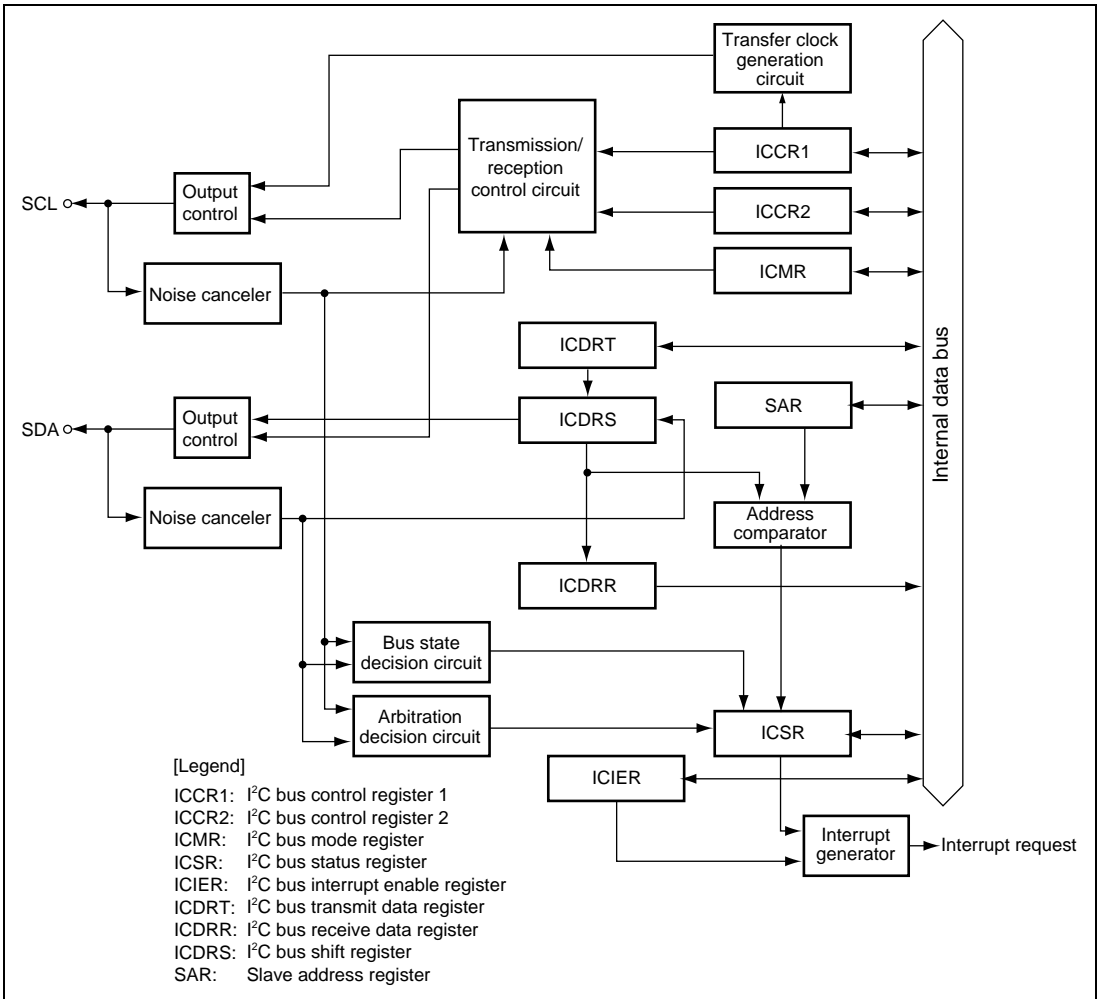 Transfer clock
generation
circuit
Transmission/
reception
control circuit
ICCR1
SCL
Output
control
ICCR2
ICMR
Noise canceler
ICDRT
Internal data bus
SAR
SDA
Output
control
ICDRS
Noise canceler
Address
comparator
ICDRR
Bus state
decision circuit
Arbitration
decision circuit
ICSR
ICIER
Interrupt
generator
Interrupt request
[Legend]
ICCR1: I²C bus control register 1
ICCR2: I²C bus control register 2
ICMR: I²C bus mode register
ICSR: I²C bus status register
ICIER: I²C bus interrupt enable register
ICDRT: I²C bus transmit data register
ICDRR: I²C bus receive data register
ICDRS: I²C bus shift register
SAR: Slave address register